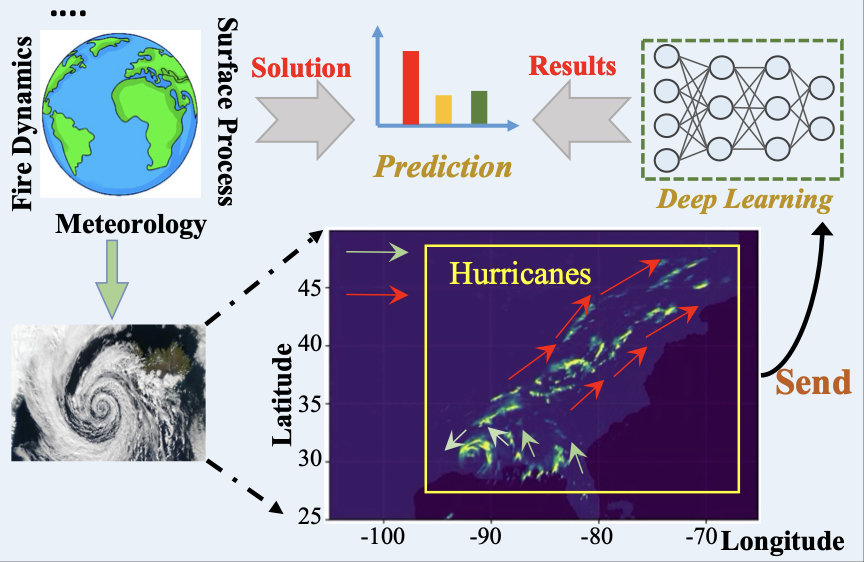 ....
Fire Dynamics
Surface Process
Meteorology
Solution
Results
Prediction
Deep Learning
Hurricanes
Latitude
45
40
35
30
25
-100
-90
-80
-70
Longitude
Send